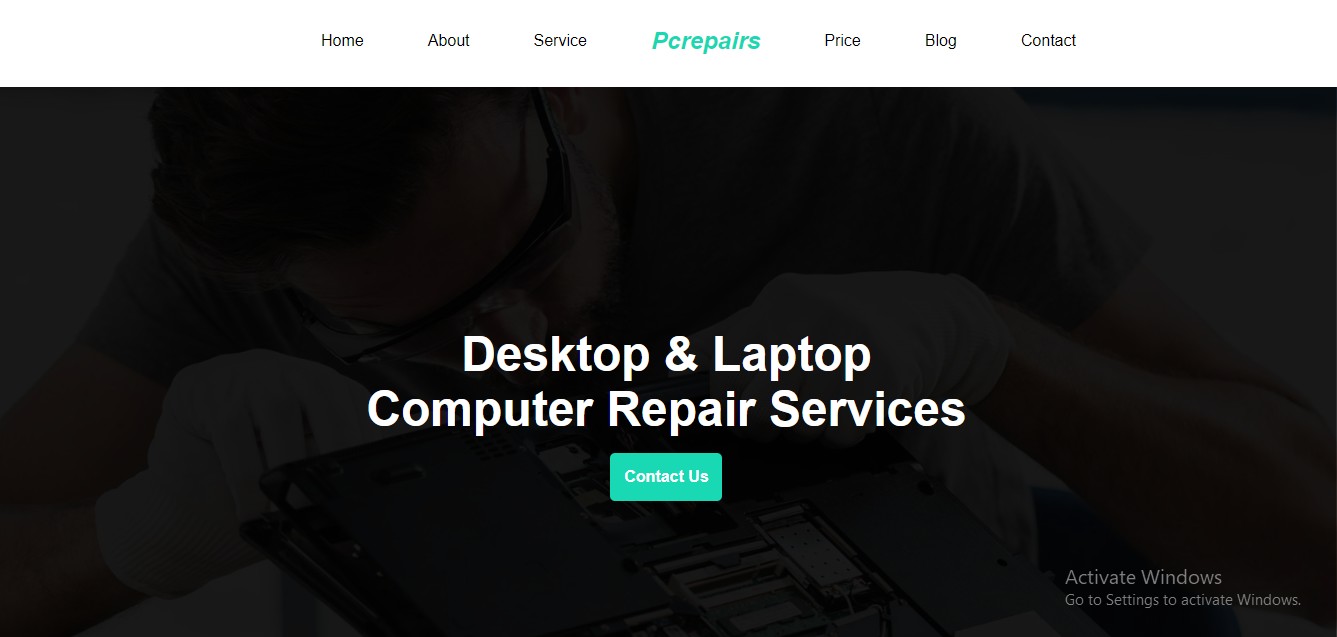 Home About Service Pcrepairs Price Blog Contact
Desktop & Laptop
Computer Repair Services
Contact Us
Activate Windows
Go to Settings to activate Windows.